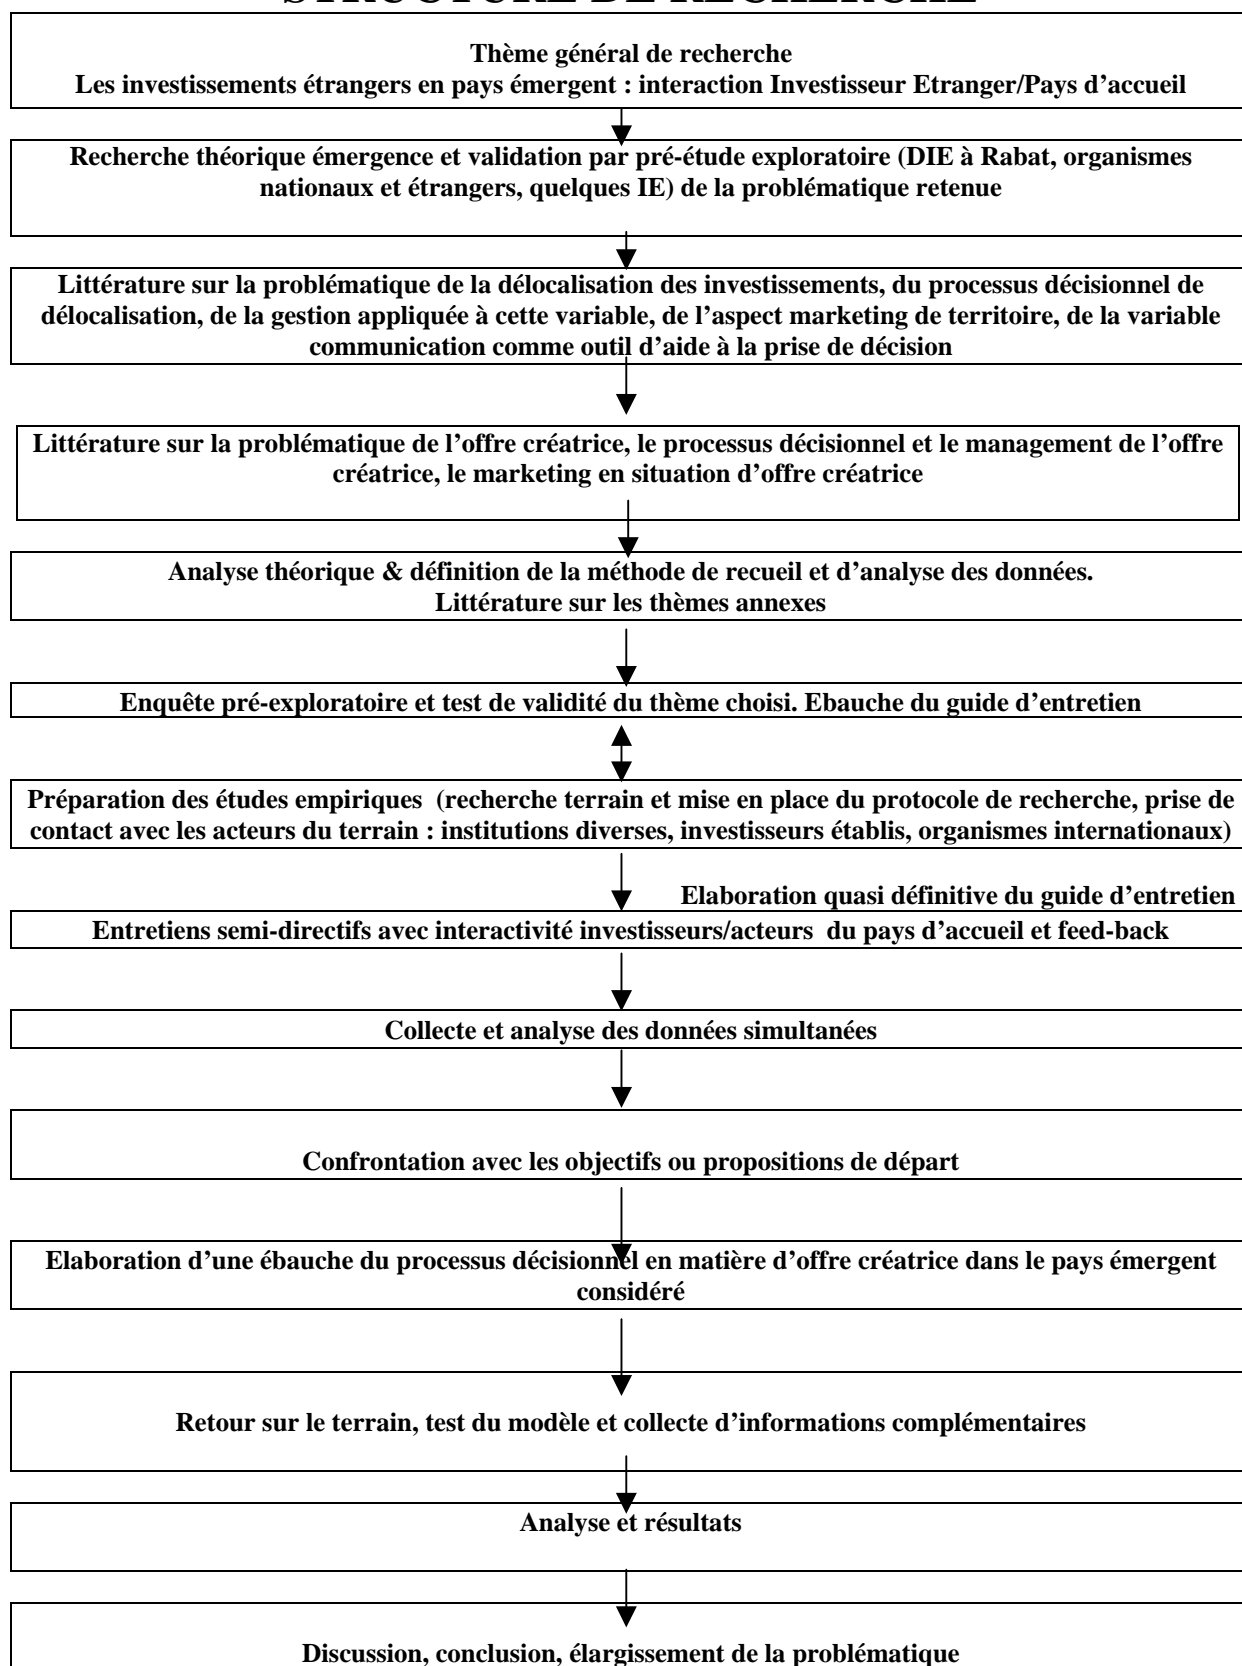 STRUCTURE DE RECHERCHE
Thème général de recherche
Les investissements étrangers en pays émergent : interaction Investisseur Etranger/Pays d’accueil
Recherche théorique émergence et validation par pré-étude exploratoire (DIE à Rabat, organismes
nationaux et étrangers, quelques IE) de la problématique retenue
Littérature sur la problématique de la délocalisation des investissements, du processus décisionnel de
délocalisation, de la gestion appliquée à cette variable, de l’aspect marketing de territoire, de la variable
communication comme outil d’aide à la prise de décision
Littérature sur la problématique de l’offre créatrice, le processus décisionnel et le management de l’offre
créatrice, le marketing en situation d’offre créatrice
Analyse théorique & définition de la méthode de recueil et d’analyse des données.
Littérature sur les thèmes annexes
Enquête pré-exploratoire et test de validité du thème choisi. Ebauche du guide d’entretien
Préparation des études empiriques (recherche terrain et mise en place du protocole de recherche, prise de
contact avec les acteurs du terrain : institutions diverses, investisseurs établis, organismes internationaux)
Elaboration quasi définitive du guide d’entretien
Entretiens semi-directifs avec interactivité investisseurs/acteurs du pays d’accueil et feed-back
Collecte et analyse des données simultanées
Confrontation avec les objectifs ou propositions de départ
Elaboration d’une ébauche du processus décisionnel en matière d’offre créatrice dans le pays émergent
considéré
Retour sur le terrain, test du modèle et collecte d’informations complémentaires
Analyse et résultats
Discussion, conclusion, élargissement de la problématique